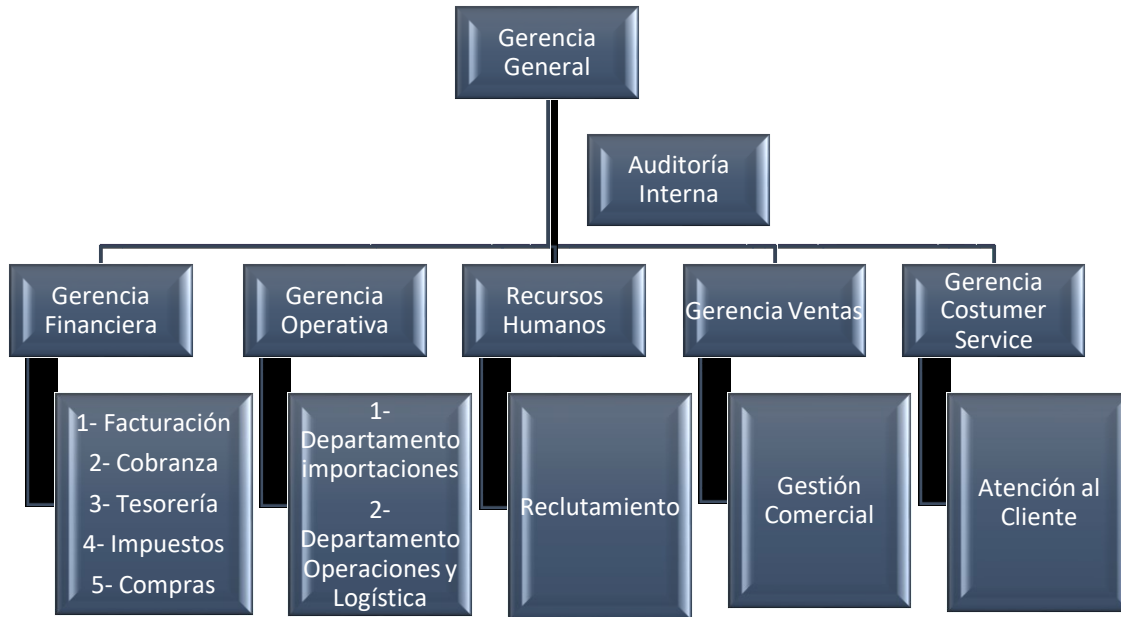 Gerencia
General
Auditoría
Interna
Gerencia
Financiera
Gerencia
Operativa
Recursos
Humanos
Gerencia Ventas
Gerencia
Costumer
Service
1- Facturación
2- Cobranza
3- Tesorería
4- Impuestos
5- Compras
1-
Departamento
importaciones
2-
Departamento
Operaciones y
Logística
Reclutamiento
Gestión
Comercial
Atención al
Cliente